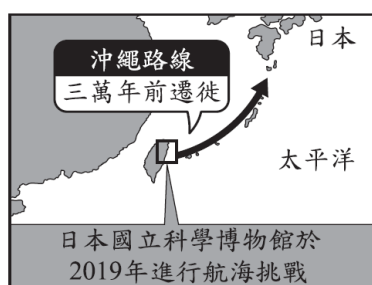 日本
沖繩路線
三萬年前遷徙
太平洋
日本國立科學博物館於
2019年進行航海挑戰